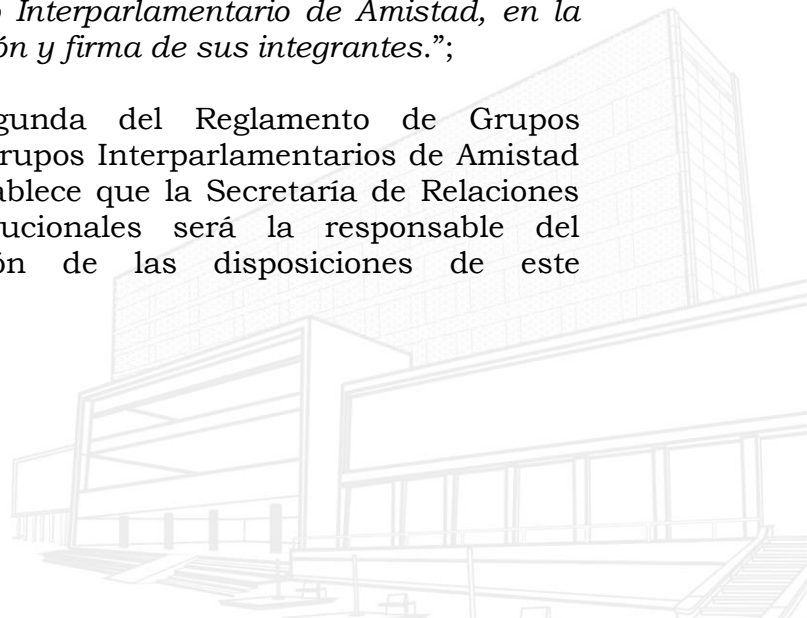 Interparlamentario de Amistad, en la
ón y firma de sus integrantes.”;
gunda del Reglamento de Grupos
rupos Interparlamentarios de Amistad
ablece que la Secretaría de Relaciones
ucionales será la responsable del
ón de las disposiciones de este